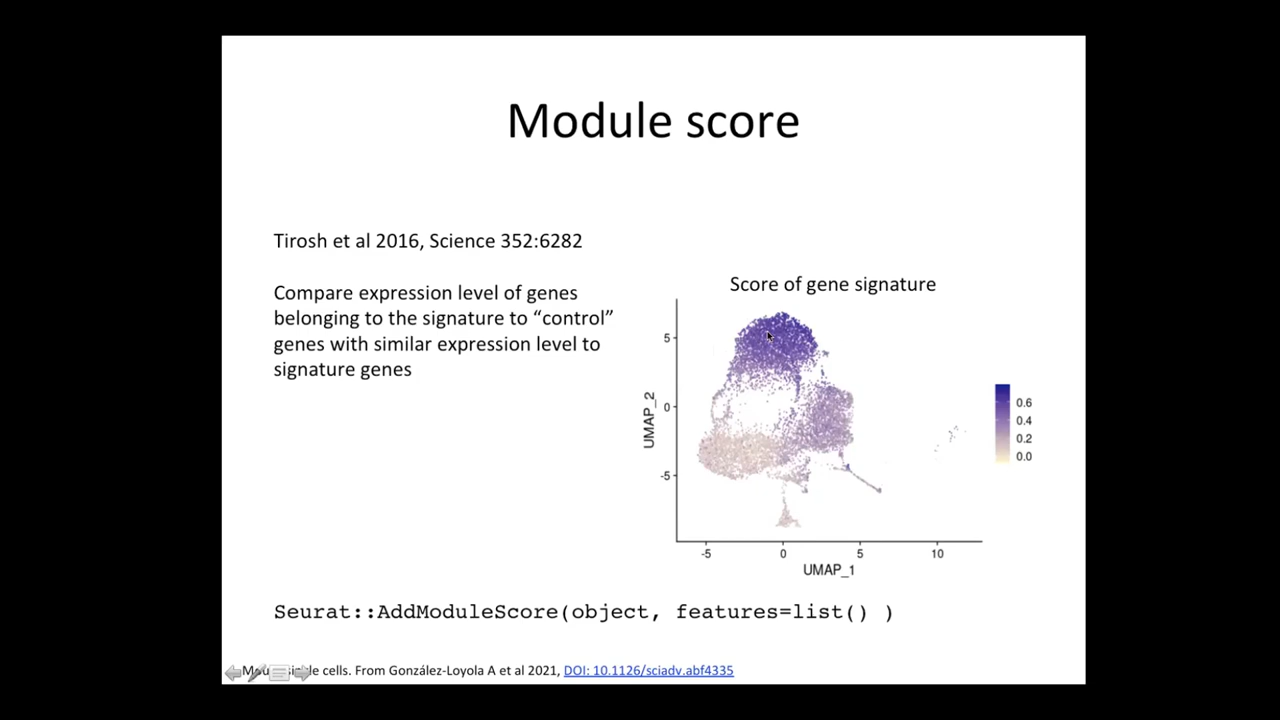 Module score
Tirosh et al 2016, Science 352:6282
Compare expression level of genes
belonging to the signature to “control”
genes with similar expression level to
signature genes
Score of gene signature
5
0
-5
UMAP_2
-5 0 5 10
UMAP_1
0.6
0.4
0.2
0.0
Seurat::AddModuleScore(object, features=list() )
cells. From González-Loyola A et al 2021, DOI: 10.1126/sciadv.abf4335